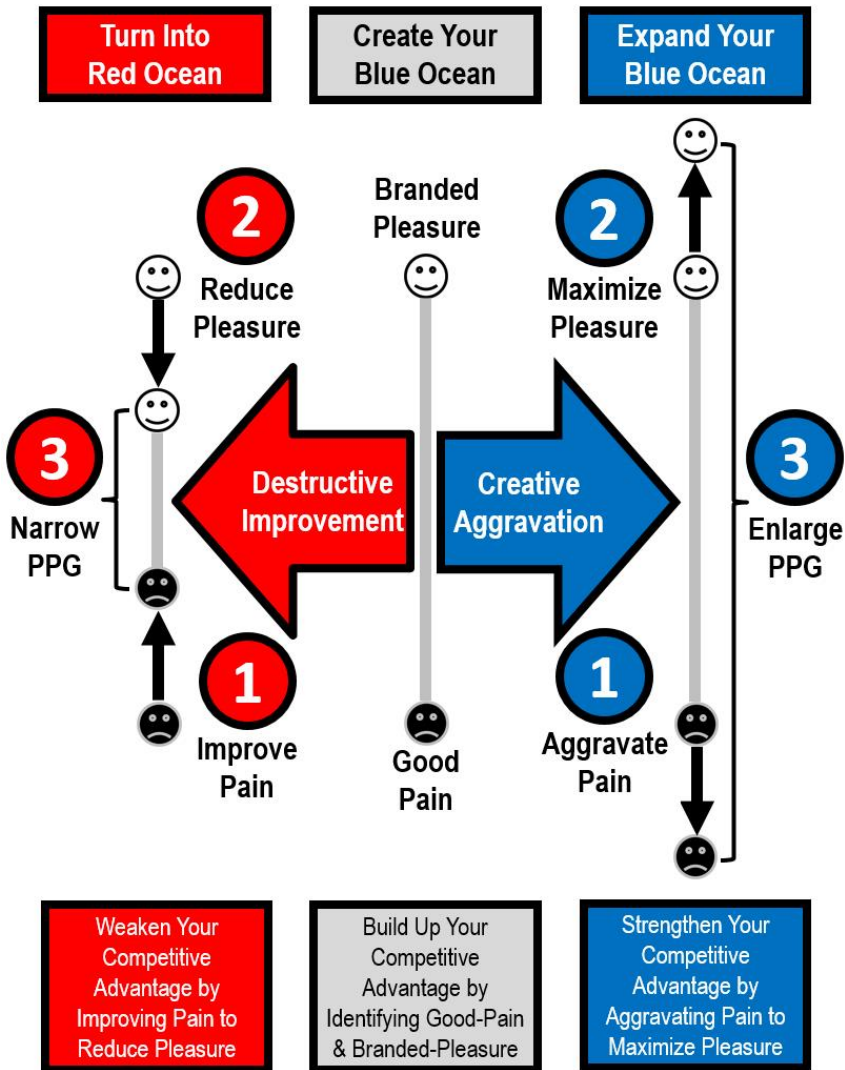 Turn Into
Red Ocean
Create Your
Blue Ocean
Expand Your
Blue Ocean
2
Reduce
Pleasure
Branded
Pleasure
2
Maximize
Pleasure
3
Narrow
PPG
Destructive
Improvement
Creative
Aggravation
3
Enlarge
PPG
1
Improve
Pain
Good
Pain
1
Aggravate
Pain
Weaken Your
Competitive
Advantage by
Improving Pain to
Reduce Pleasure
Build Up Your
Competitive
Advantage by
Identifying Good-Pain
& Branded-Pleasure
Strengthen Your
Competitive
Advantage by
Aggravating Pain to
Maximize Pleasure